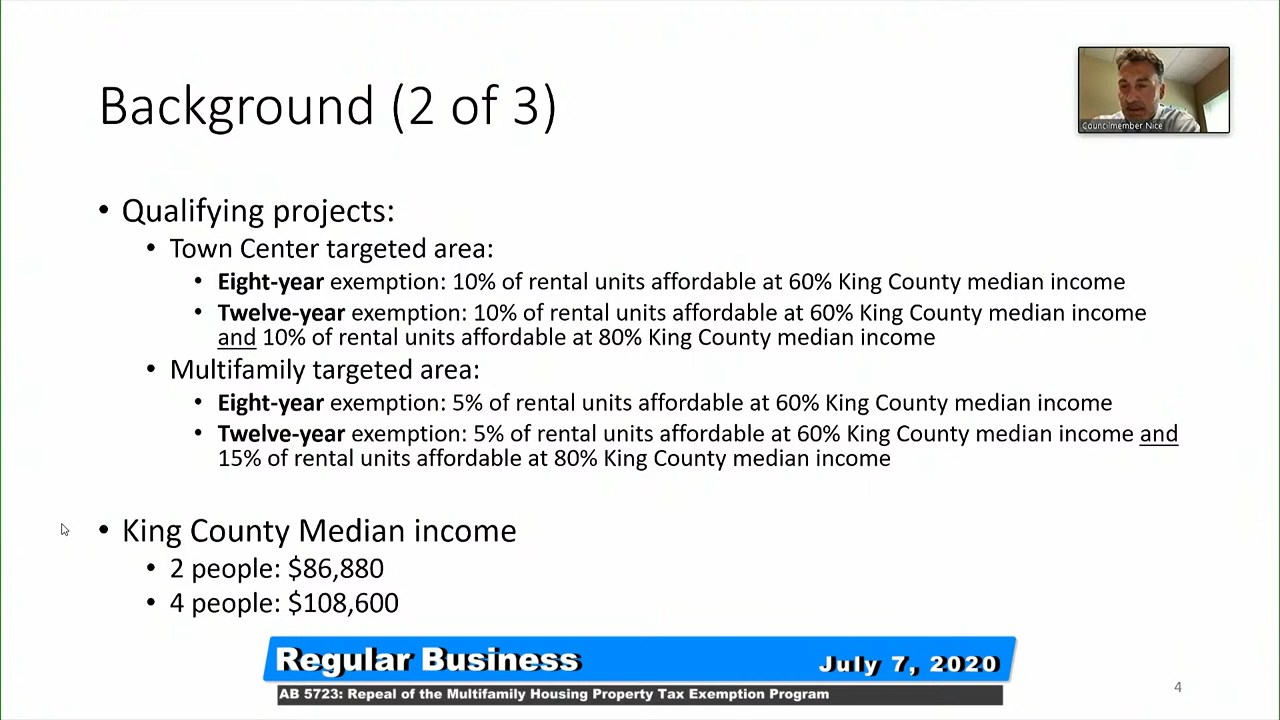 Background (2 of 3)
Councilmember Nice
• Qualifying projects:
• Town Center targeted area:
• Eight-year exemption: 10% of rental units affordable at 60% King County median income
• Twelve-year exemption: 10% of rental units affordable at 60% King County median income
and 10% of rental units affordable at 80% King County median income
• Multifamily targeted area:
• Eight-year exemption: 5% of rental units affordable at 60% King County median income
• Twelve-year exemption: 5% of rental units affordable at 60% King County median income and
15% of rental units affordable at 80% King County median income
• King County Median income
• 2 people: $86,880
• 4 people: $108,600
Regular Business July 7, 2020
AB 5723: Repeal of the Multifamily Housing Property Tax Exemption Program
4